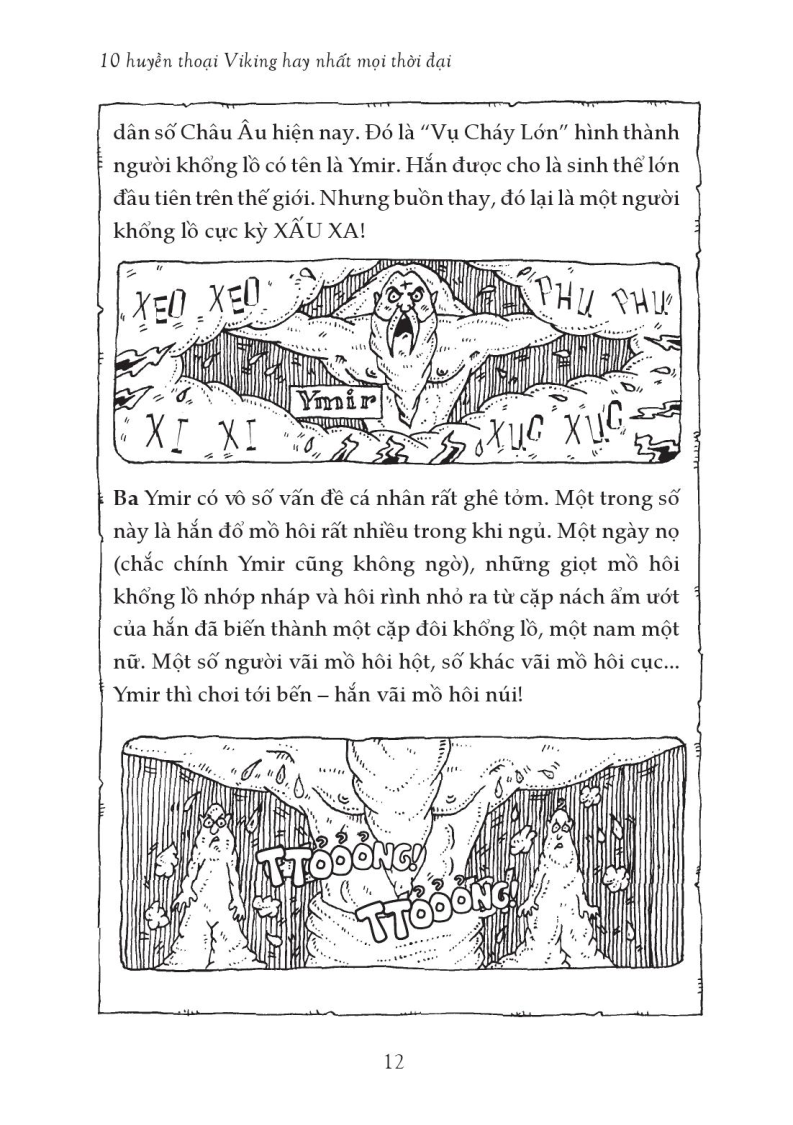 10 huyền thoại Viking hay nhất mọi thời đại
dân số Châu Âu hiện nay. Đó là “Vụ Cháy Lớn” hình thành
người khổng lồ có tên là Ymir. Hắn được cho là sinh thể lớn
đầu tiên trên thế giới. Nhưng buồn thay, đó lại là một người
khổng lồ cực kỳ XẤU XA!
XEO XEO
PHỤ PHỤ
Ymir
XI XI
XỤC XỤC
Ba Ymir có vô số vấn đề cá nhân rất ghê tởm. Một trong số
này là hắn đổ mồ hôi rất nhiều trong khi ngủ. Một ngày nọ
(chắc chính Ymir cũng không ngờ), những giọt mồ hôi
khổng lồ nhớp nháp và hôi rình nhỏ ra từ cặp nách ẩm ướt
của hắn đã biến thành một cặp đôi khổng lồ, một nam một
nữ. Một số người vãi mồ hôi hột, số khác vãi mồ hôi cục...
Ymir thì chơi tới bến – hắn vãi mồ hôi núi!
T-TỎỎỎNG!
TTỎỎỎNG!
12